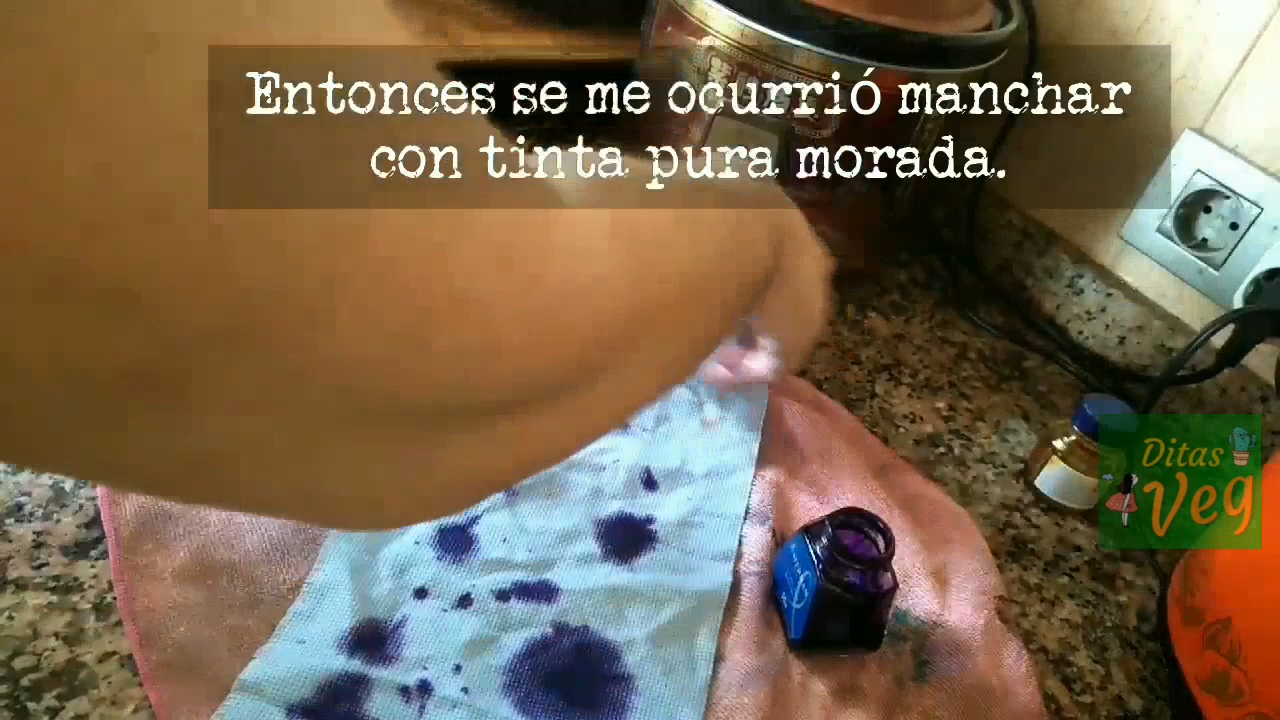 Entonces se me ocurrió manchar
con tinta pura morada.
Ditas
Veg